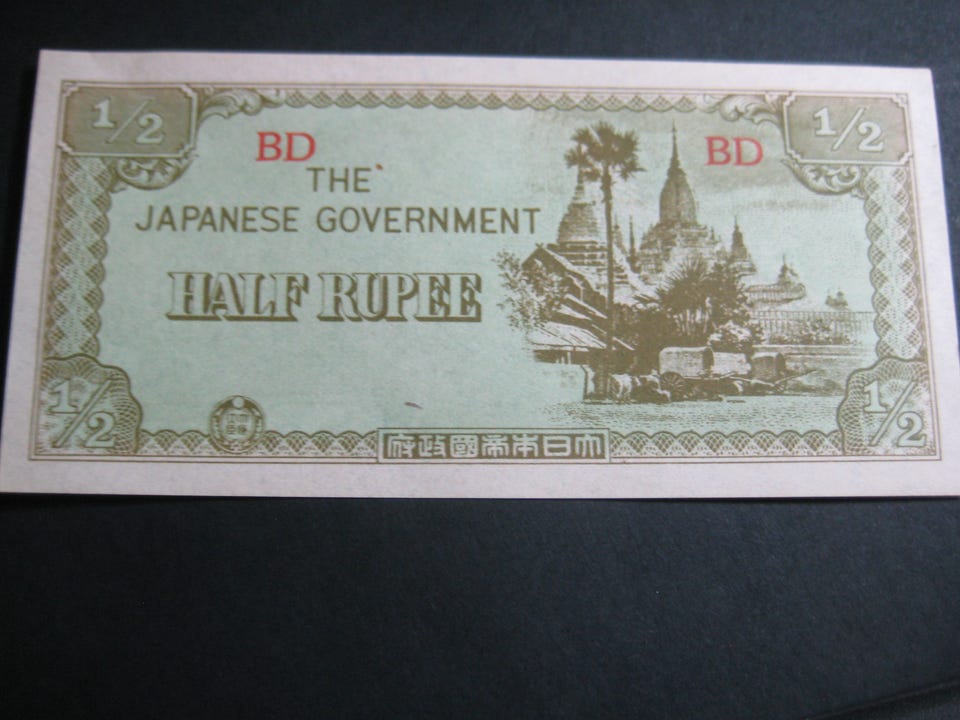 1/2
1/2
BD
BD
THE
JAPANESE GOVERNMENT
HALF RUPEE
1/2
1/2
府政國帝本日大